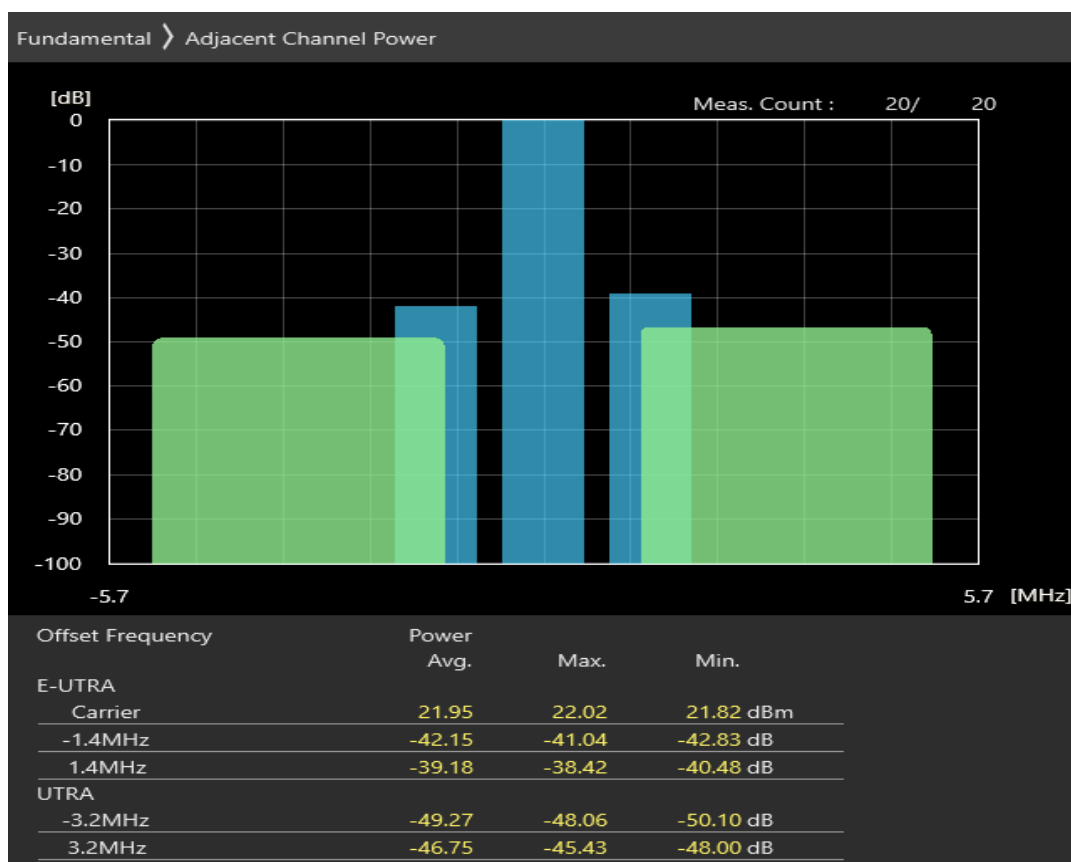 Fundamental ❯ Adjacent Channel Power
[dB]
Meas. Count : 20/ 20
0
-10
-20
-30
-40
-50
-60
-70
-80
-90
-100
-5.7 5.7 [MHz]
Offset Frequency Power
Avg. Max. Min.
E-UTRA
Carrier 21.95 22.02 21.82 dBm
-1.4MHz -42.15 -41.04 -42.83 dB
1.4MHz -39.18 -38.42 -40.48 dB
UTRA
-3.2MHz -49.27 -48.06 -50.10 dB
3.2MHz -46.75 -45.43 -48.00 dB